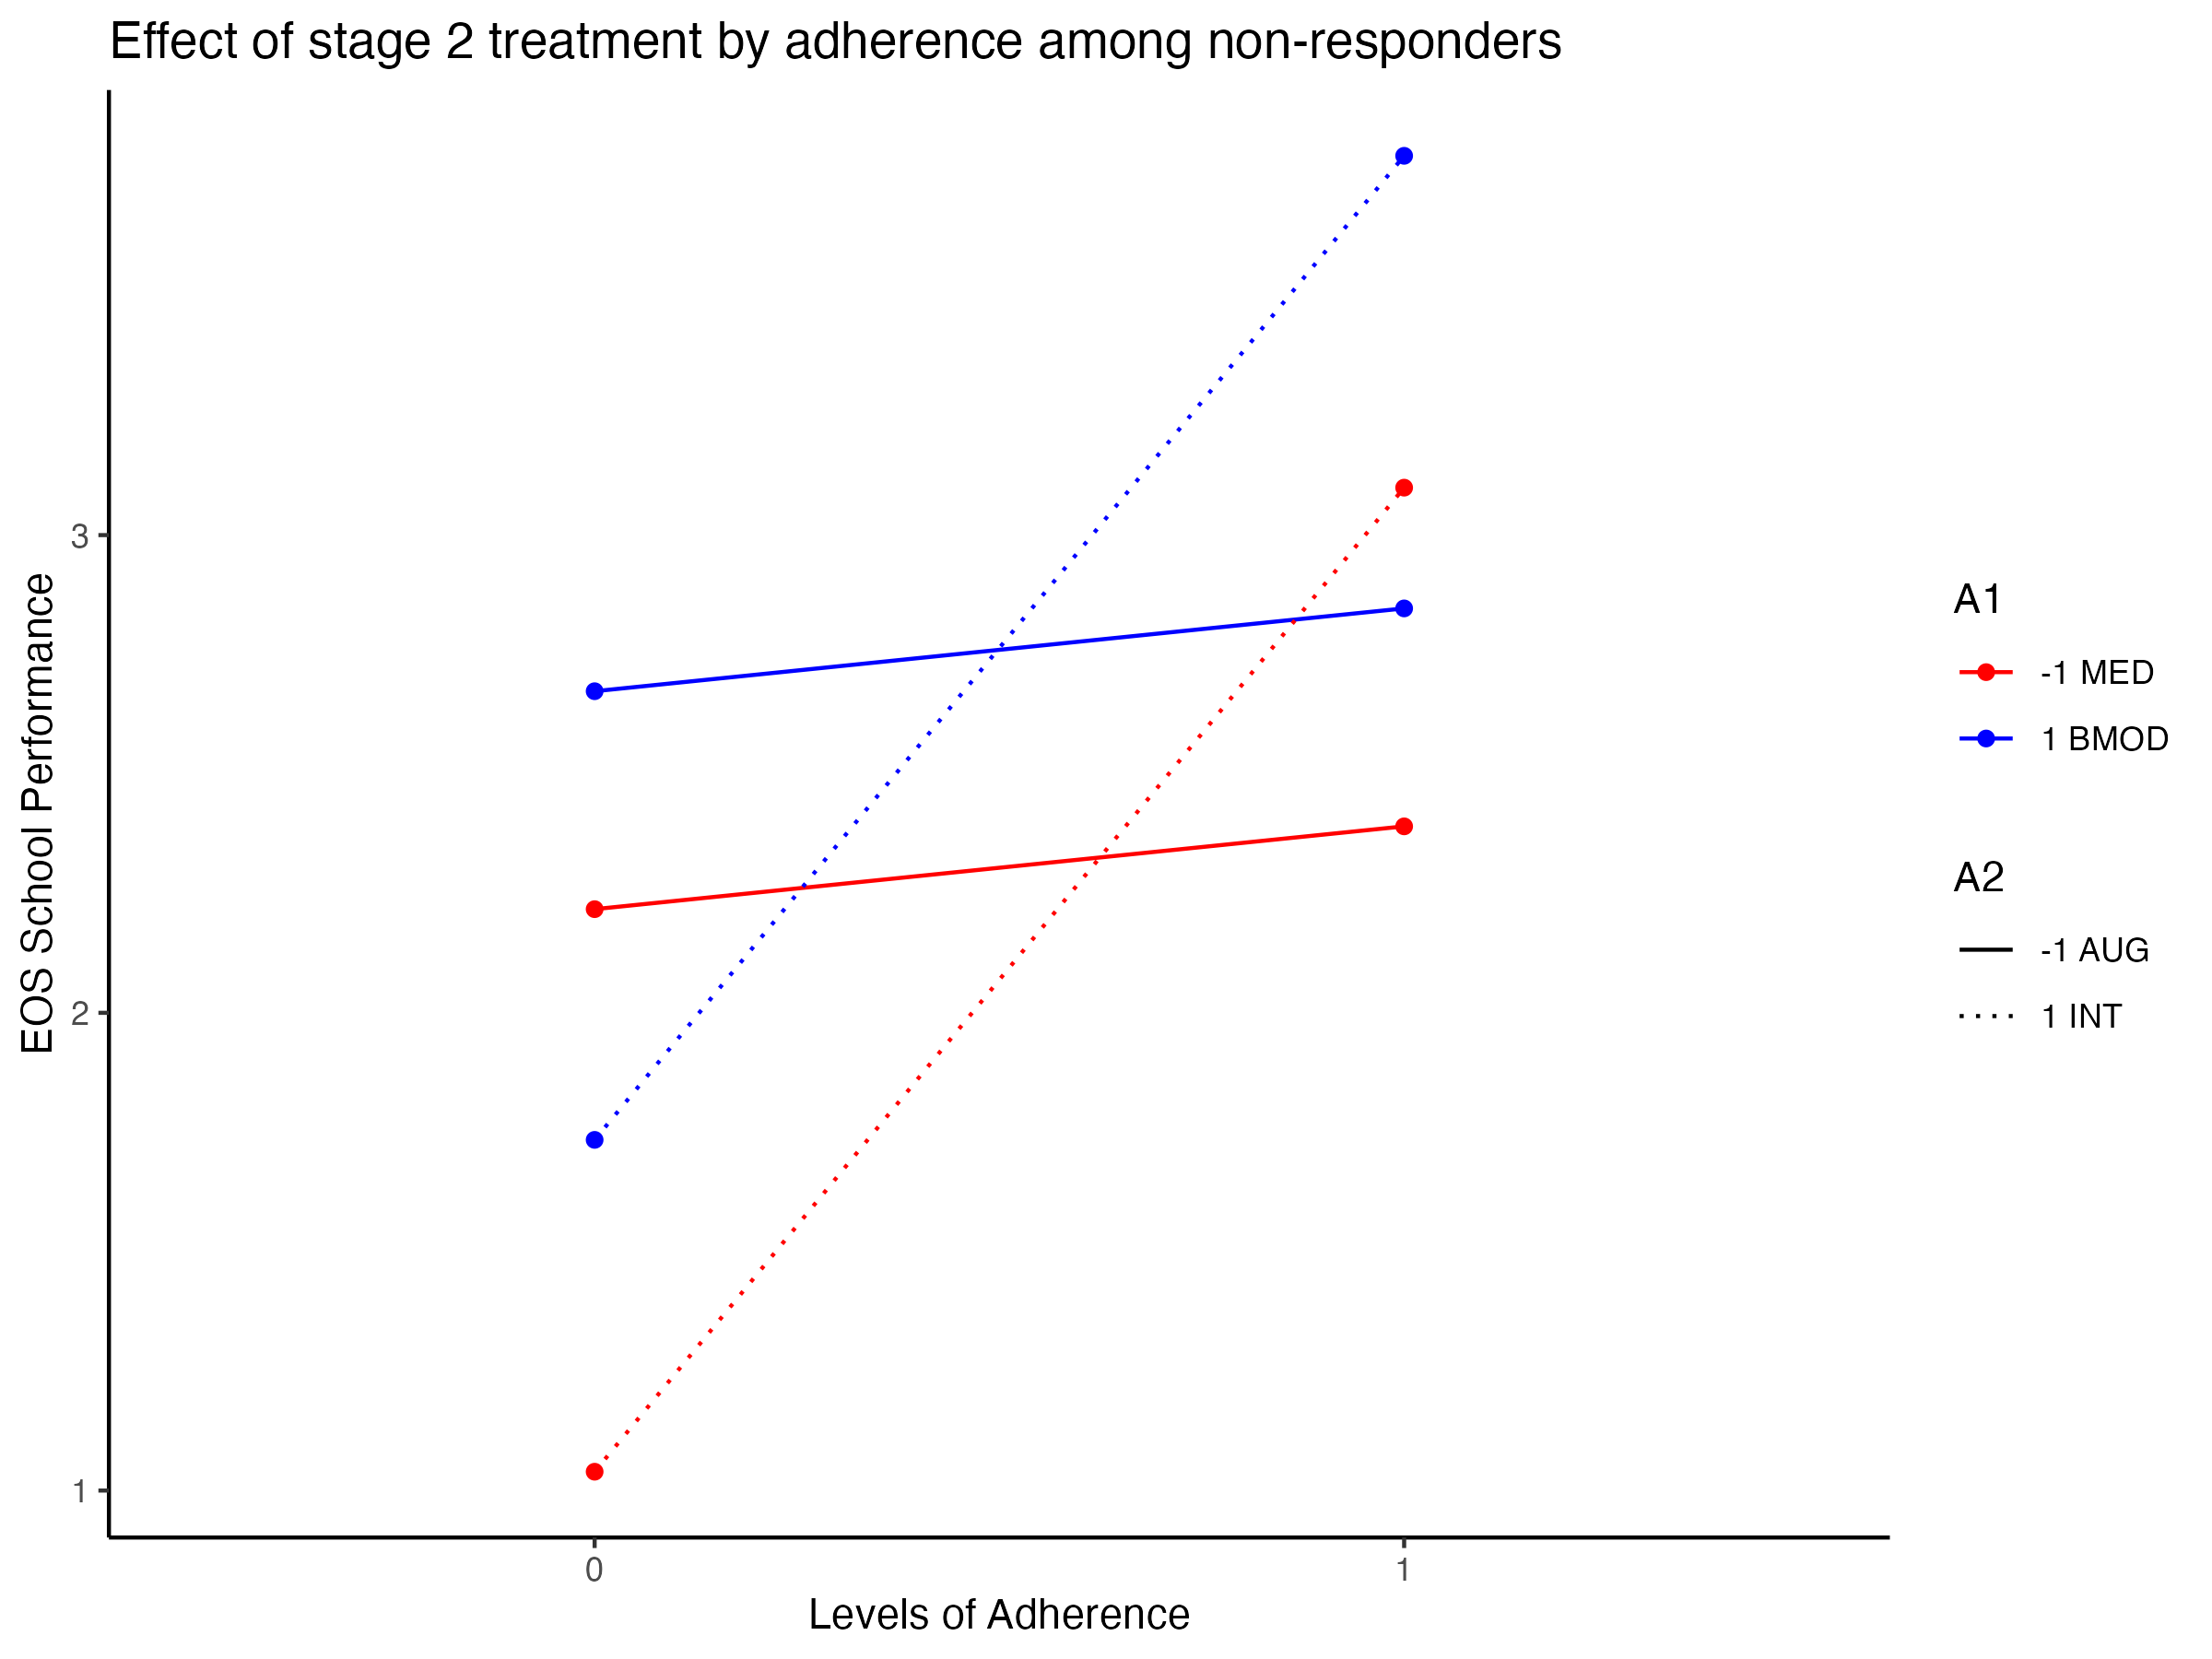 Effect of stage 2 treatment by adherence among non-responders
EOS School Performance
3
2
1
0
1
Levels of Adherence
A1
-1 MED
1 BMOD
A2
-1 AUG
1 INT